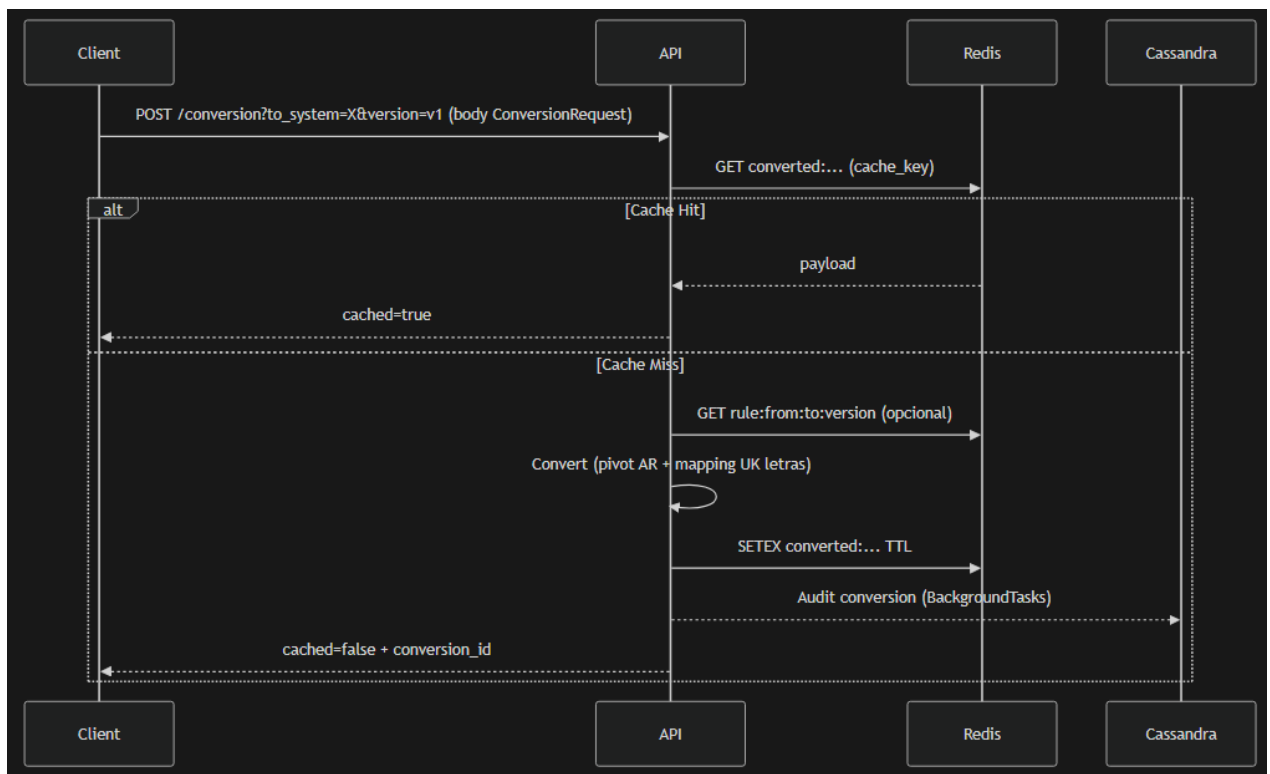 Client
API
Redis
Cassandra
POST /conversion?to_system=X&version=v1 (body ConversionRequest)
GET converted:... (cache_key)
alt
[Cache Hit]
payload
cached=true
[Cache Miss]
GET rule:from:to:version (opcional)
Convert (pivot AR + mapping UK letras)
SETEX converted:... TTL
Audit conversion (BackgroundTasks)
cached=false + conversion_id
Client
API
Redis
Cassandra